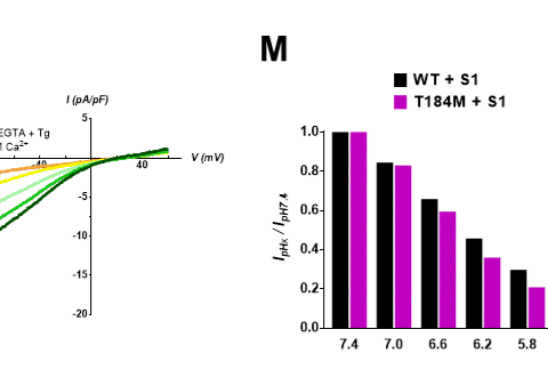 M
WT + S1
T184M + S1
I (pA/pF)
5
EGTA + Tg
Ca²⁺
-40
40
V (mV)
-5
-10
-15
-20
IpHx / IpH7.4
1.0
0.8
0.6
0.4
0.2
0.0
7.4 7.0 6.6 6.2 5.8